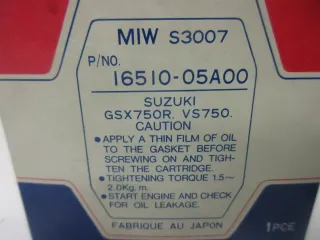 MIW S3007
P/NO.
16510-05A00
SUZUKI
GSX750R. VS750.
CAUTION
● APPLY A THIN FILM OF OIL
TO THE GASKET BEFORE
SCREWING ON AND TIGH-
TEN THE CARTRIDGE.
● TIGHTENING TORQUE 1.5~
2.0Kg. m.
● START ENGINE AND CHECK
FOR OIL LEAKAGE.
FABRIQUE AU JAPON
1PCE